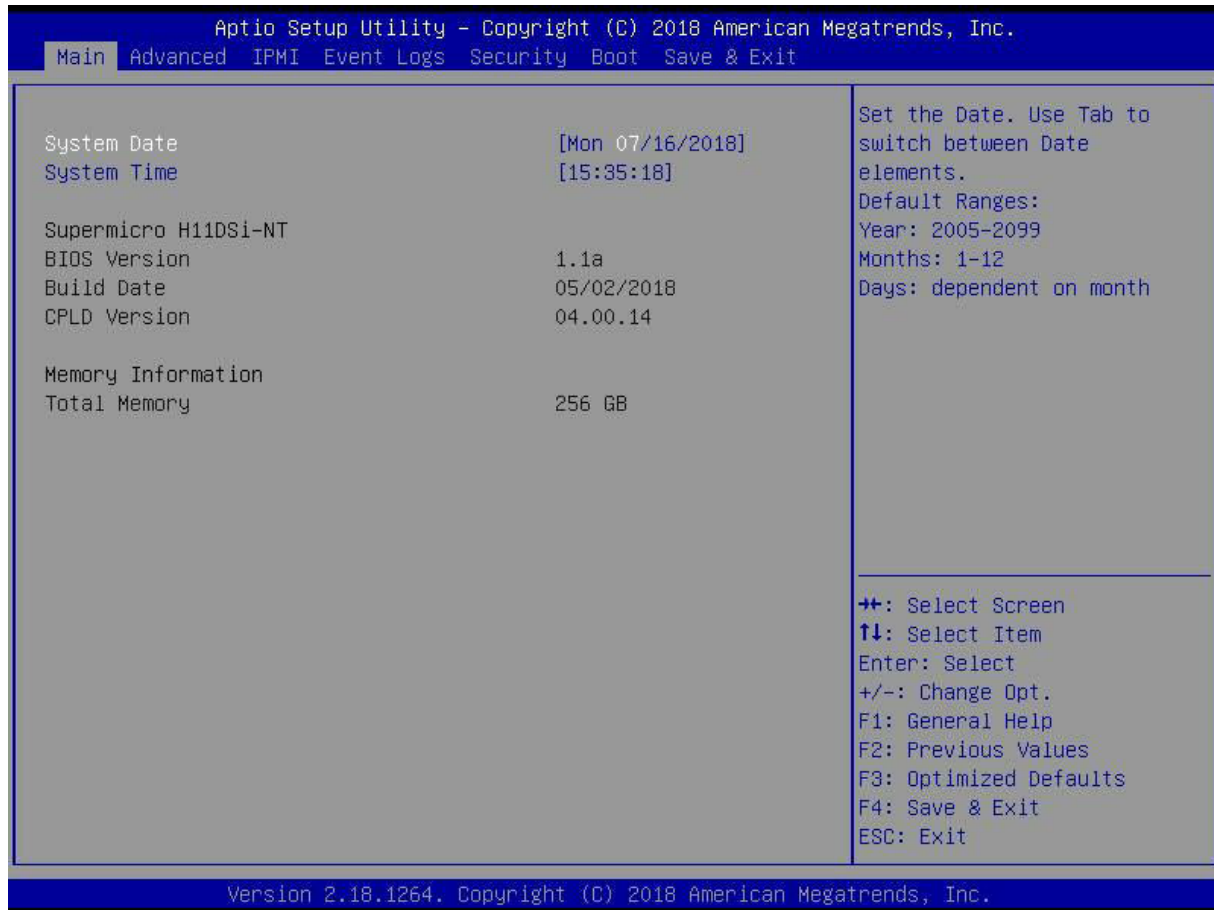 Aptio Setup Utility – Copyright (C) 2018 American Megatrends, Inc.
Main Advanced IPMI Event Logs Security Boot Save & Exit
System Date [Mon 07/16/2018]
System Time [15:35:18]
Supermicro H11DSi-NT
BIOS Version 1.1a
Build Date 05/02/2018
CPLD Version 04.00.14
Memory Information
Total Memory 256 GB
Set the Date. Use Tab to
switch between Date
elements.
Default Ranges:
Year: 2005-2099
Months: 1-12
Days: dependent on month
→←: Select Screen
↑↓: Select Item
Enter: Select
+/-: Change Opt.
F1: General Help
F2: Previous Values
F3: Optimized Defaults
F4: Save & Exit
ESC: Exit
Version 2.18.1264. Copyright (C) 2018 American Megatrends, Inc.